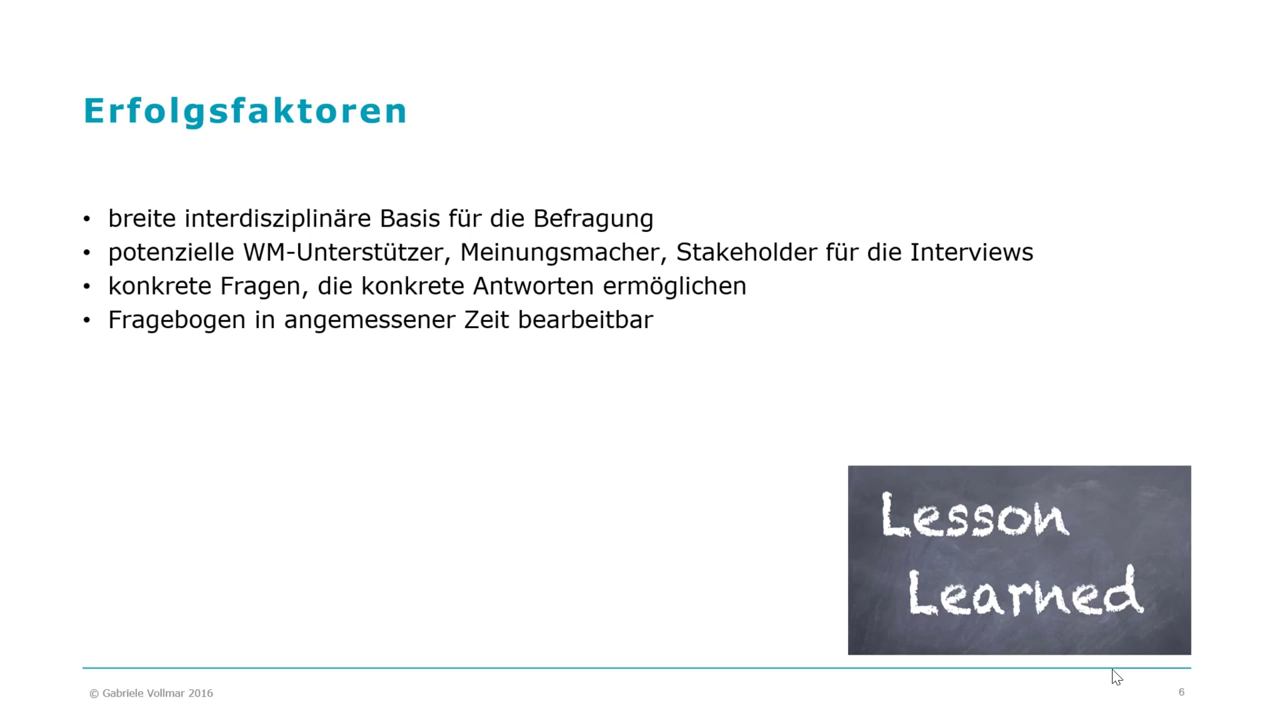 Erfolgsfaktoren
• breite interdisziplinäre Basis für die Befragung
• potenzielle WM-Unterstützer, Meinungsmacher, Stakeholder für die Interviews
• konkrete Fragen, die konkrete Antworten ermöglichen
• Fragebogen in angemessener Zeit bearbeitbar
Lesson
Learned
© Gabriele Vollmar 2016
6